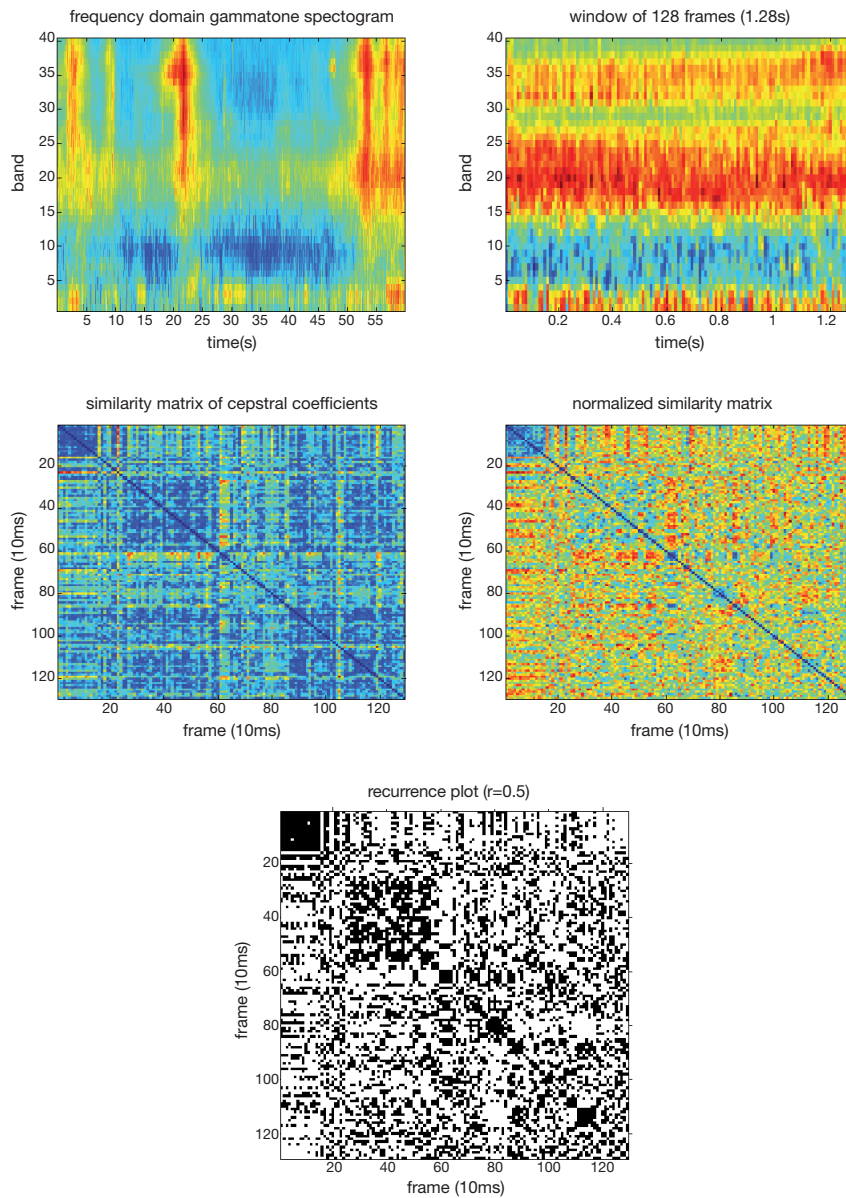 frequency domain gammatone spectogram
40
35
30
25
20
15
10
5
band
5 10 15 20 25 30 35 40 45 50 55
time(s)
window of 128 frames (1.28s)
40
35
30
25
20
15
10
5
band
0.2 0.4 0.6 0.8 1 1.2
time(s)
similarity matrix of cepstral coefficients
20
40
60
80
100
120
frame (10ms)
20 40 60 80 100 120
frame (10ms)
normalized similarity matrix
20
40
60
80
100
120
frame (10ms)
20 40 60 80 100 120
frame (10ms)
recurrence plot (r=0.5)
20
40
60
80
100
120
frame (10ms)
20 40 60 80 100 120
frame (10ms)